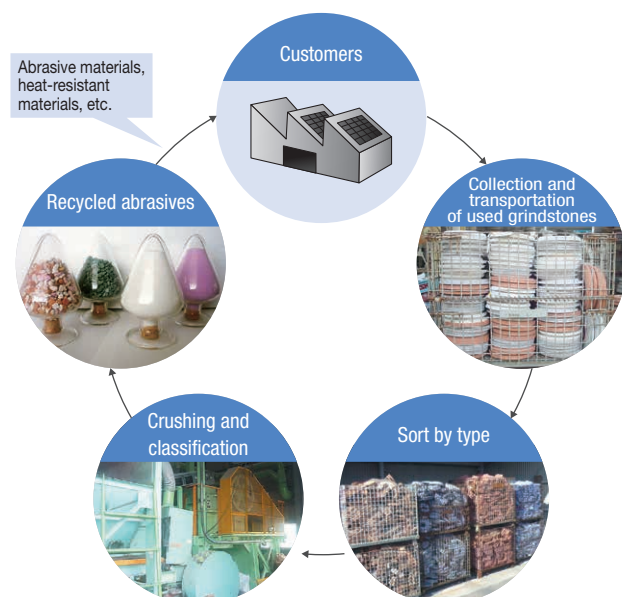 Customers
Abrasive materials,
heat-resistant
materials, etc.
Collection and
transportation
of used grindstones
Sort by type
Crushing and
classification
Recycled abrasives